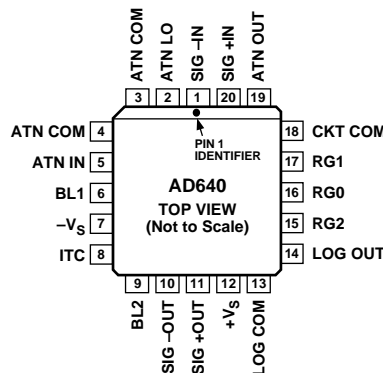 ATN COM
ATN LO
SIG –IN
SIG +IN
ATN OUT
3
2
1
20
19
ATN COM 4
ATN IN 5
BL1 6
–VS 7
ITC 8
PIN 1
IDENTIFIER
AD640
TOP VIEW
(Not to Scale)
18 CKT COM
17 RG1
16 RG0
15 RG2
14 LOG OUT
9
10
11
12
13
BL2
SIG –OUT
SIG +OUT
+VS
LOG COM